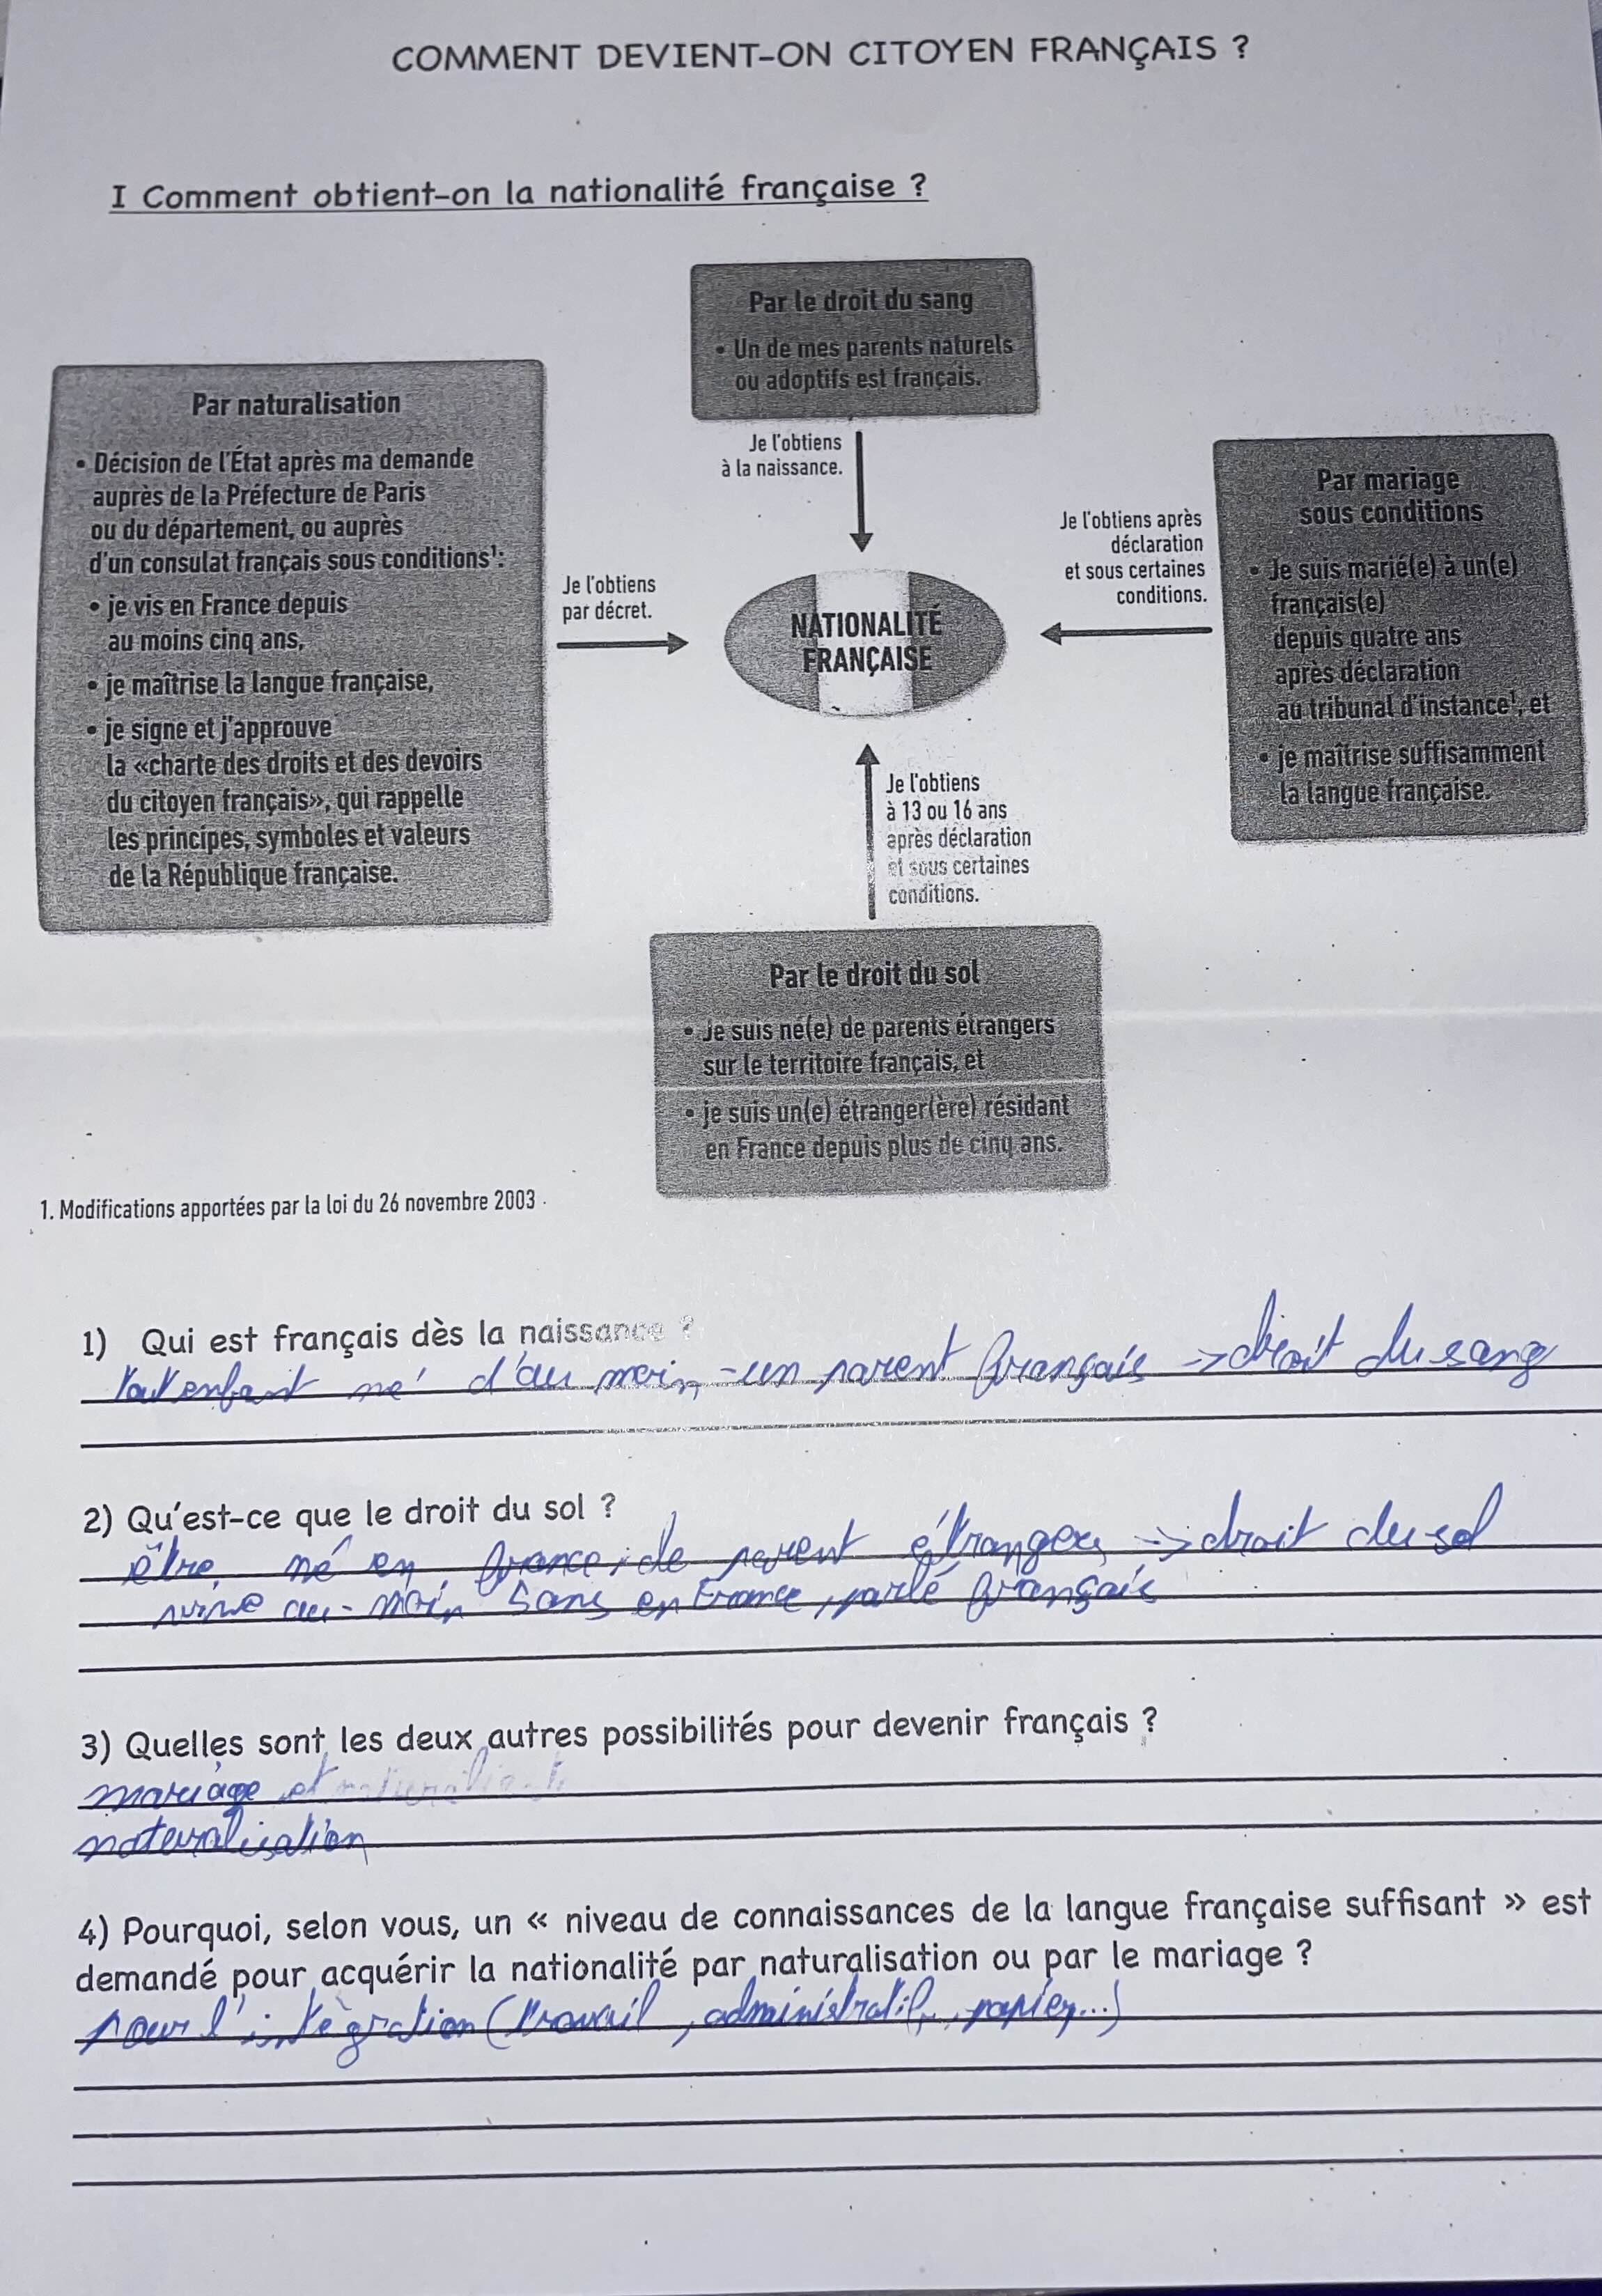 COMMENT DEVIENT-ON CITOYEN FRANÇAIS ?
I Comment obtient-on la nationalité française ?
Par le droit du sang
• Un de mes parents naturels
ou adoptifs est français.
Je l'obtiens
à la naissance.
Par naturalisation
• Décision de l'État après ma demande
auprès de la Préfecture de Paris
ou du département, ou auprès
d'un consulat français sous conditions¹:
• je vis en France depuis
au moins cinq ans,
• je maîtrise la langue française,
• je signe et j'approuve
la «charte des droits et des devoirs
du citoyen français», qui rappelle
les principes, symboles et valeurs
de la République française.
Je l'obtiens
par décret.
NATIONALITÉ
FRANÇAISE
Je l'obtiens après
déclaration
et sous certaines
conditions.
Par mariage
sous conditions
• Je suis marié(e) à un(e)
français(e)
depuis quatre ans
après déclaration
au tribunal d'instance¹, et
• je maîtrise suffisamment
la langue française.
Je l'obtiens
à 13 ou 16 ans
après déclaration
et sous certaines
conditions.
Par le droit du sol
• Je suis né(e) de parents étrangers
sur le territoire français, et
• je suis un(e) étranger(ère) résidant
en France depuis plus de cinq ans.
1. Modifications apportées par la loi du 26 novembre 2003.
1) Qui est français dès la naissance ?
Tout enfant né d'au moin - un parent français -> droit du sang
2) Qu'est-ce que le droit du sol ?
être né en france, de parent étrangers -> droit du sol
vivre au - moin 5ans en France, parlé français
3) Quelles sont les deux autres possibilités pour devenir français ?
mariage et
naturalisation
4) Pourquoi, selon vous, un « niveau de connaissances de la langue française suffisant » est
demandé pour acquérir la nationalité par naturalisation ou par le mariage ?
pour l'intégration (travail, administratif, papier...)